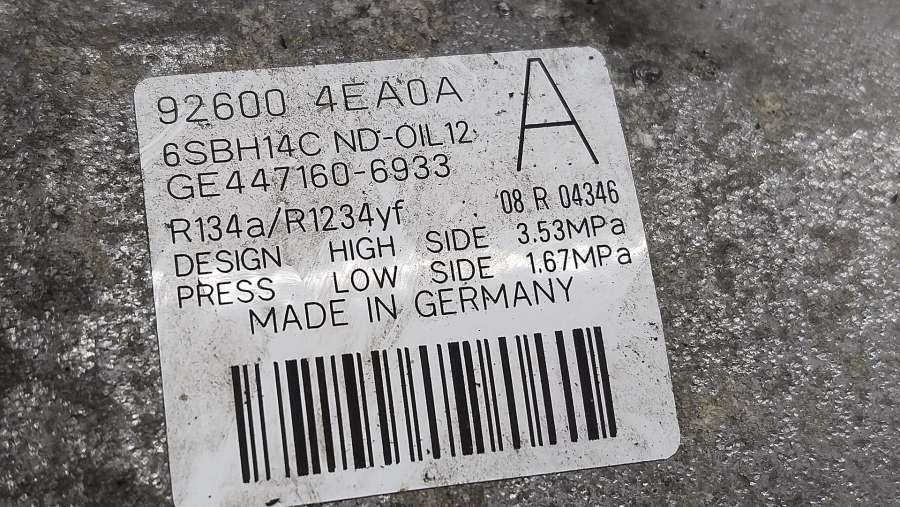 92600 4EA0A A
6SBH14C ND-OIL12
GE447160-6933
R134a/R1234yf 08 R 04346
DESIGN HIGH SIDE 3.53MPa
PRESS LOW SIDE 1.67MPa
MADE IN GERMANY